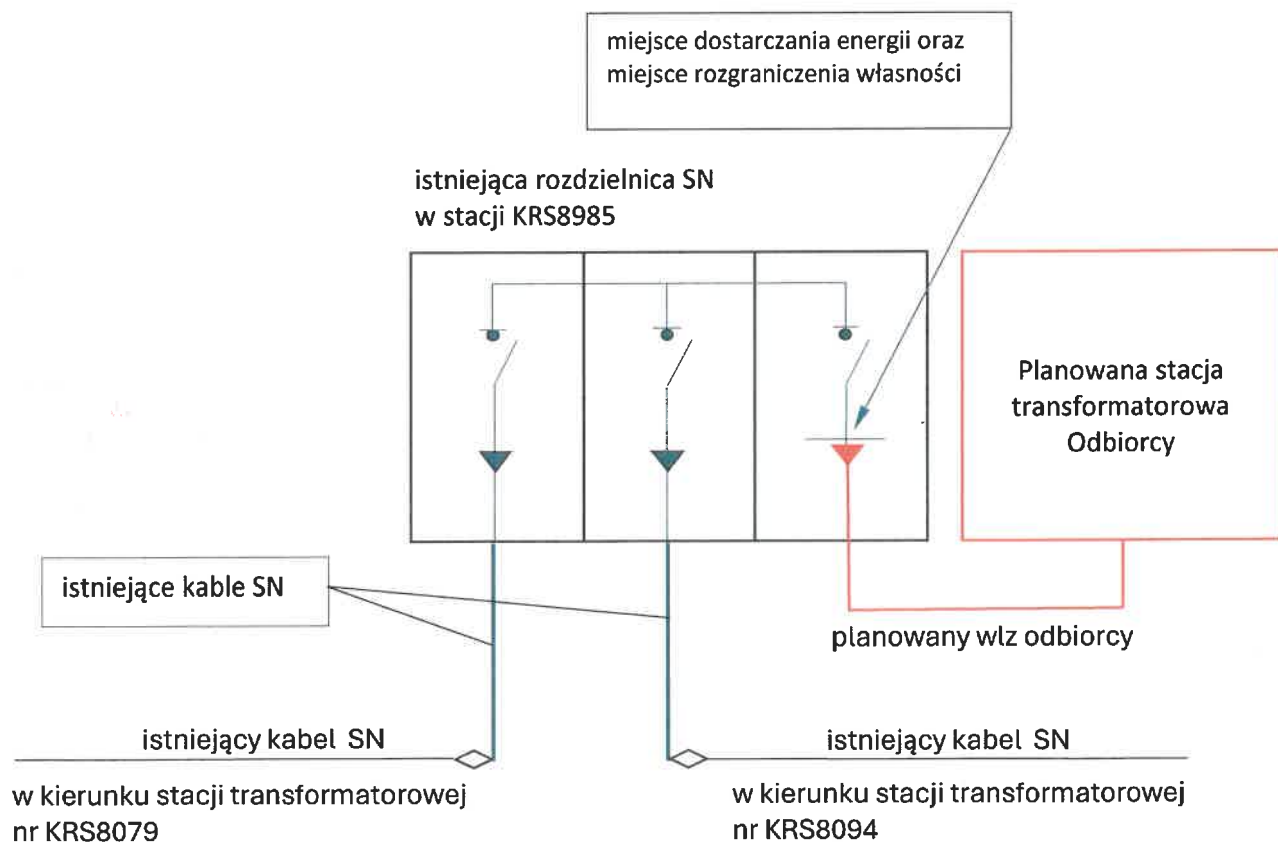 miejsce dostarczania energii oraz
miejsce rozgraniczenia własności
istniejąca rozdzielnica SN
w stacji KRS8985
Planowana stacja
transformatorowa
Odbiorcy
istniejące kable SN
planowany wlz odbiorcy
istniejący kabel SN
w kierunku stacji transformatorowej
nr KRS8079
istniejący kabel SN
w kierunku stacji transformatorowej
nr KRS8094